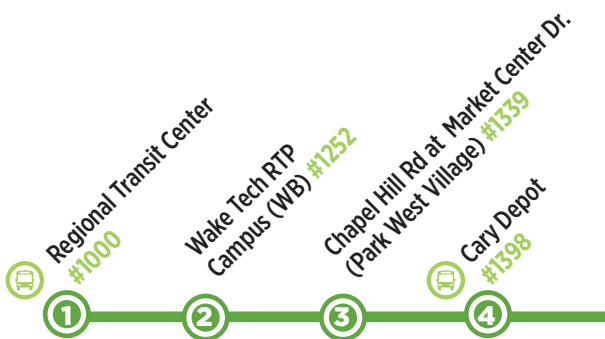 Regional Transit Center
#1000
Wake Tech RTP
Campus (WB) #1252
Chapel Hill Rd at Market Center Dr.
(Park West Village) #1339
Cary Depot
#1398
1
2
3
4